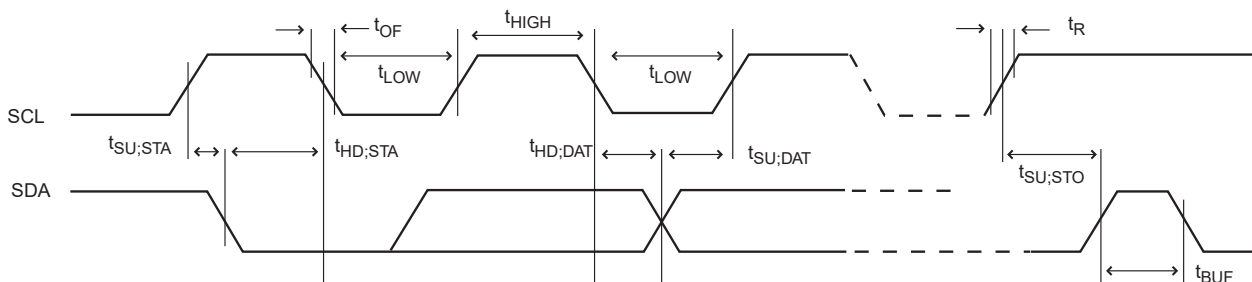 tOF
tHIGH
tR
tLOW
tLOW
SCL
tSU;STA
tHD;STA
tHD;DAT
tSU;DAT
tSU;STO
SDA
tBUF